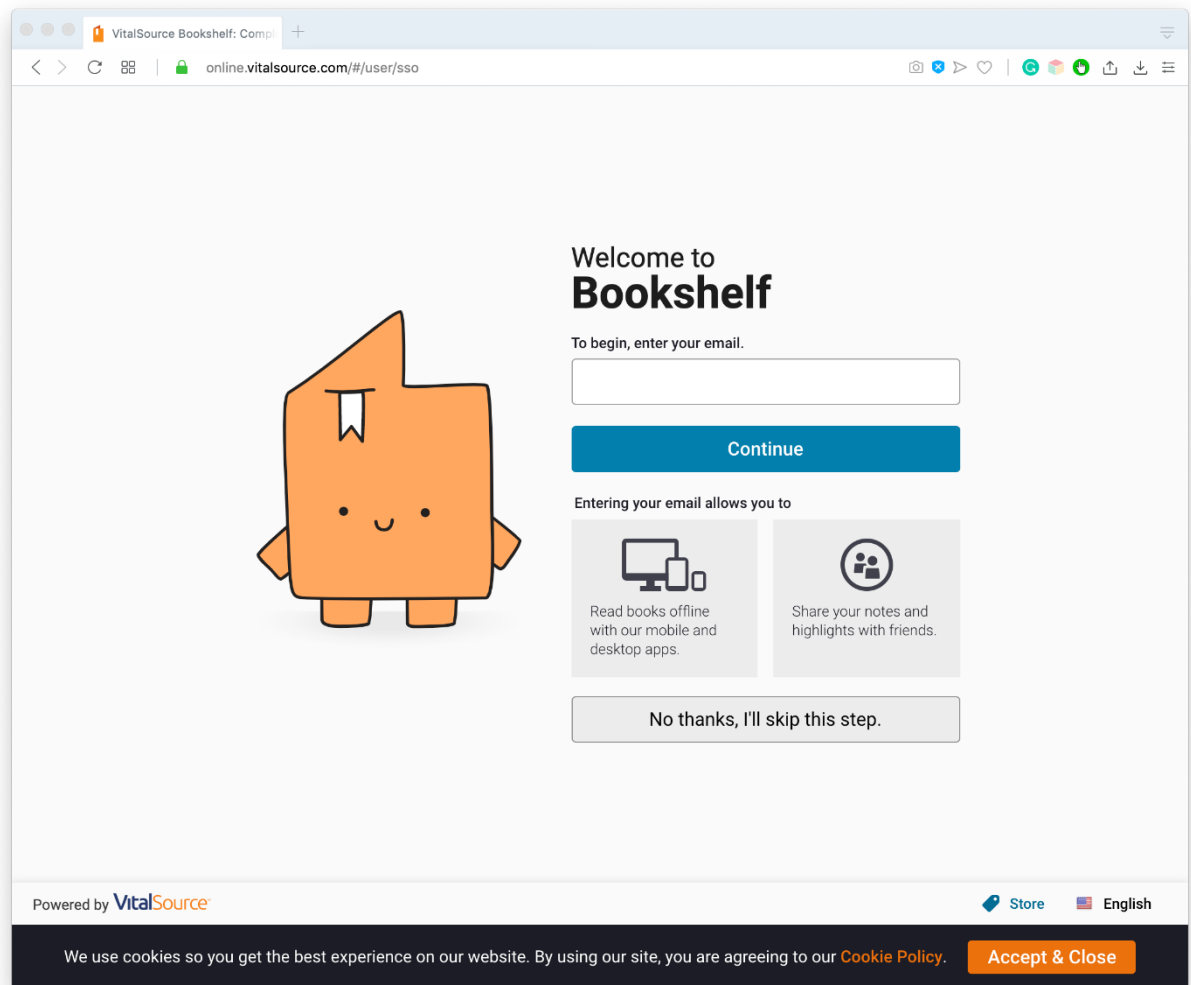 VitalSource Bookshelf: Compl
online.vitalsource.com/#/user/sso
Welcome to
Bookshelf
To begin, enter your email.
Continue
Entering your email allows you to
Read books offline
with our mobile and
desktop apps.
Share your notes and
highlights with friends.
No thanks, I'll skip this step.
Powered by VitalSource
Store
English
We use cookies so you get the best experience on our website. By using our site, you are agreeing to our Cookie Policy.
Accept & Close